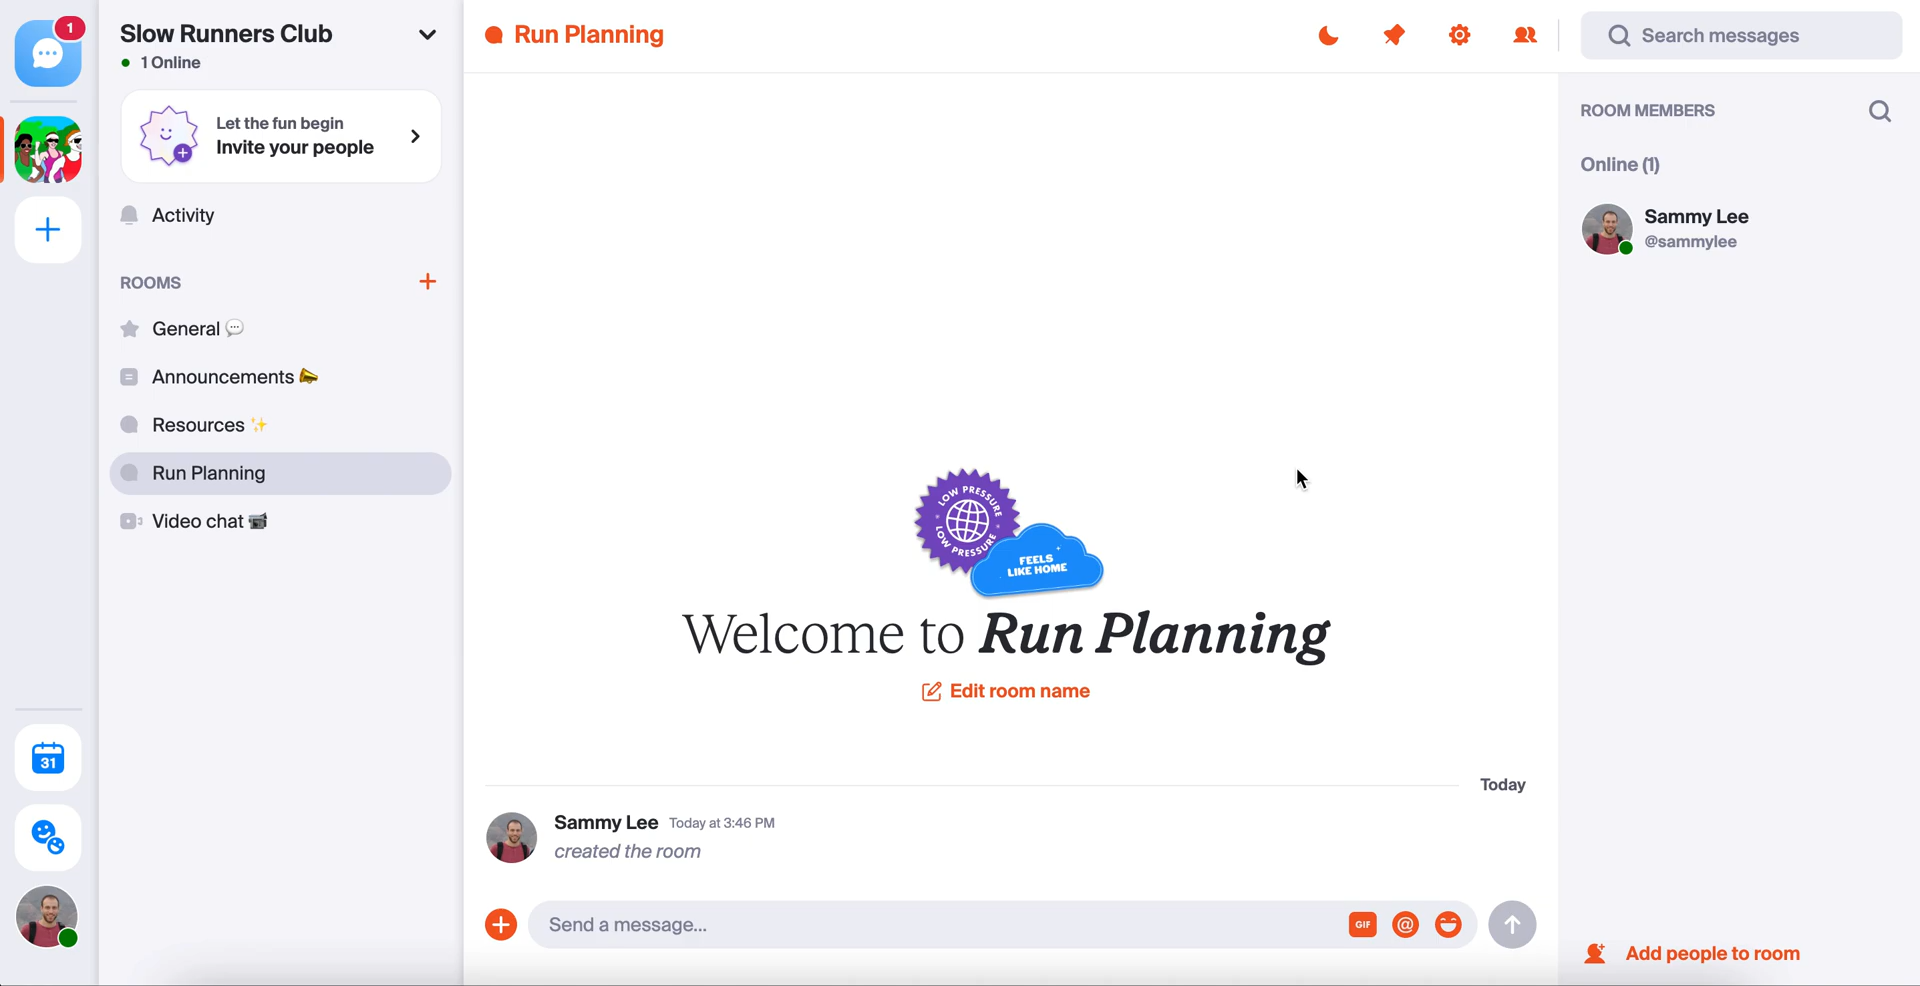 1
Slow Runners Club
1 Online
Let the fun begin
Invite your people
Activity
ROOMS
General 💬
Announcements 📣
Resources ✨
Run Planning
Video chat 📹
31
Run Planning
LOW PRESSURE
LOW PRESSURE
FEELS
LIKE HOME
Welcome to Run Planning
Edit room name
Today
Sammy Lee Today at 3:46 PM
created the room
Send a message...
GIF @
Search messages
ROOM MEMBERS
Online (1)
Sammy Lee
@sammylee
Add people to room